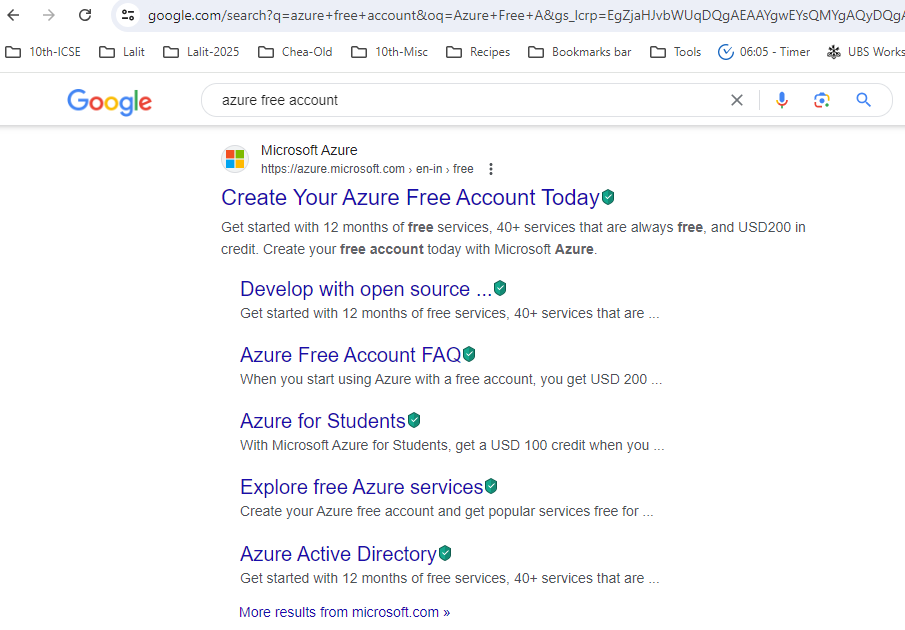 google.com/search?q=azure+free+account&oq=Azure+Free+A&gs_lcrp=EgZjaHJvbWUqDQgAEAAYgwEYsQMYgAQyDQgA
10th-ICSE Lalit Lalit-2025 Chea-Old 10th-Misc Recipes Bookmarks bar Tools 06:05 - Timer UBS Works
Google azure free account
Microsoft Azure
https://azure.microsoft.com › en-in › free
Create Your Azure Free Account Today
Get started with 12 months of free services, 40+ services that are always free, and USD200 in
credit. Create your free account today with Microsoft Azure.
Develop with open source ...
Get started with 12 months of free services, 40+ services that are ...
Azure Free Account FAQ
When you start using Azure with a free account, you get USD 200 ...
Azure for Students
With Microsoft Azure for Students, get a USD 100 credit when you ...
Explore free Azure services
Create your Azure free account and get popular services free for ...
Azure Active Directory
Get started with 12 months of free services, 40+ services that are ...
More results from microsoft.com »